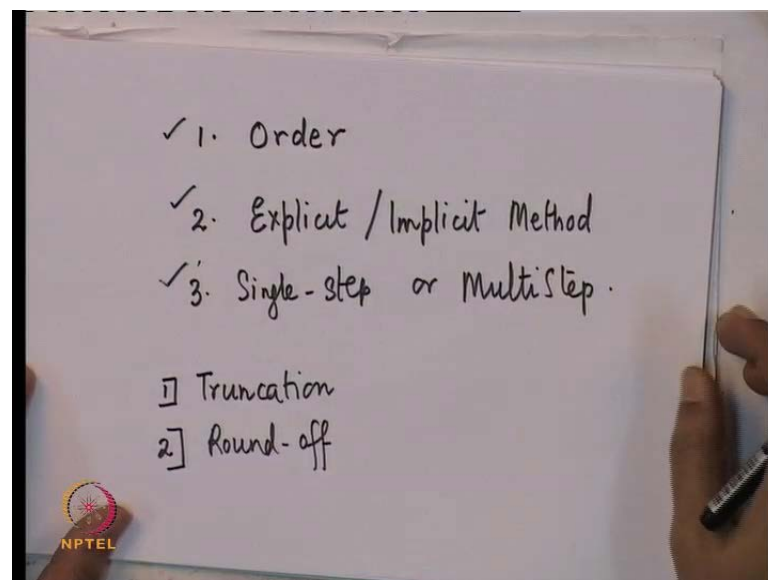 ✓ 1. Order
✓ 2. Explicit / Implicit Method
✓ 3. Single-step or MultiStep.
1] Truncation
2] Round-off
NPTEL